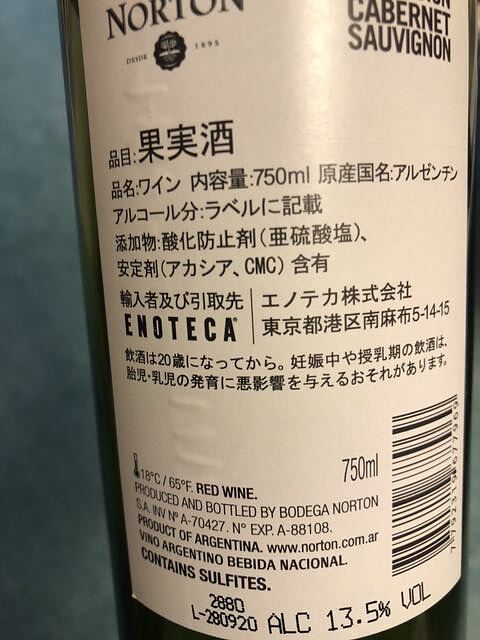 NORTON
DESDE 1895
CABERNET
SAUVIGNON
品目:果実酒
品名:ワイン 内容量:750ml 原産国名:アルゼンチン
アルコール分:ラベルに記載
添加物:酸化防止剤(亜硫酸塩)、
安定剤(アカシア、CMC) 含有
輸入者及び引取先
ENOTECA
エノテカ株式会社
東京都港区南麻布5-14-15
飲酒は20歳になってから。妊娠中や授乳期の飲酒は、
胎児・乳児の発育に悪影響を与えるおそれがあります。
750ml
18°C / 65°F. RED WINE.
PRODUCED AND BOTTLED BY BODEGA NORTON
S.A. INV Nº A-70427. N° EXP. A-88108.
PRODUCT OF ARGENTINA. www.norton.com.ar
VINO ARGENTINO BEBIDA NACIONAL.
CONTAINS SULFITES.
7 792319 677969
2880
L-280920 ALC 13.5% VOL